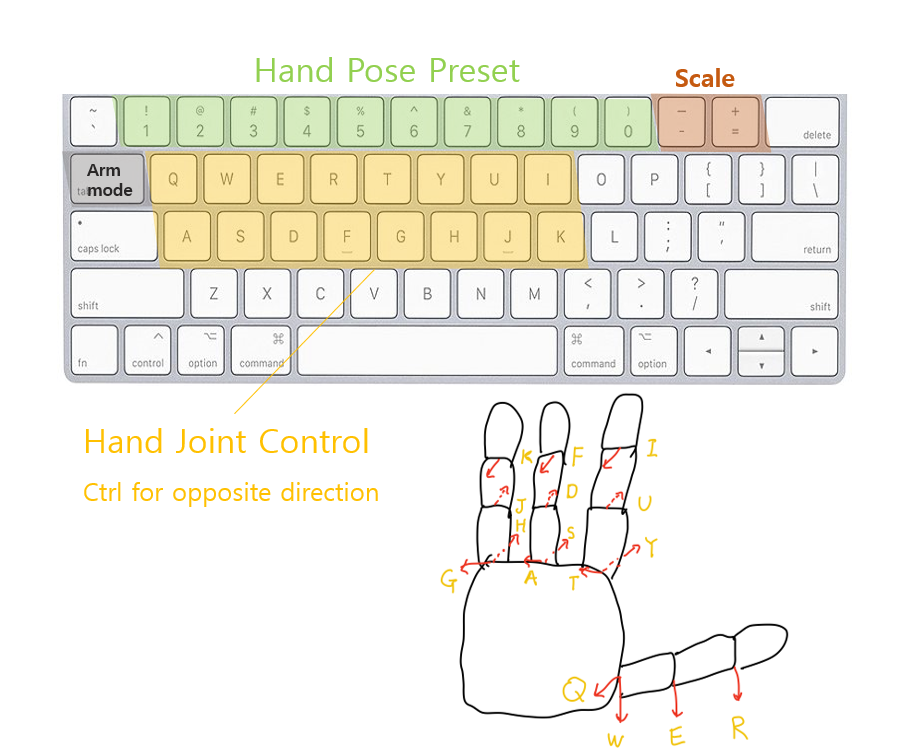 Hand Pose Preset
Scale
~ ! @ # $ % ^ & * ( ) — +
` 1 2 3 4 5 6 7 8 9 0 - = delete
Arm
mode
Q W E R T Y U I O P { } |
[ ] \
caps lock A S D F G H J K L : "
; ' return
shift Z X C V B N M < > ? shift
, . /
fn control option command command option
Hand Joint Control
Ctrl for opposite direction
K F I
J D U
H S Y
G A T
Q
W E R